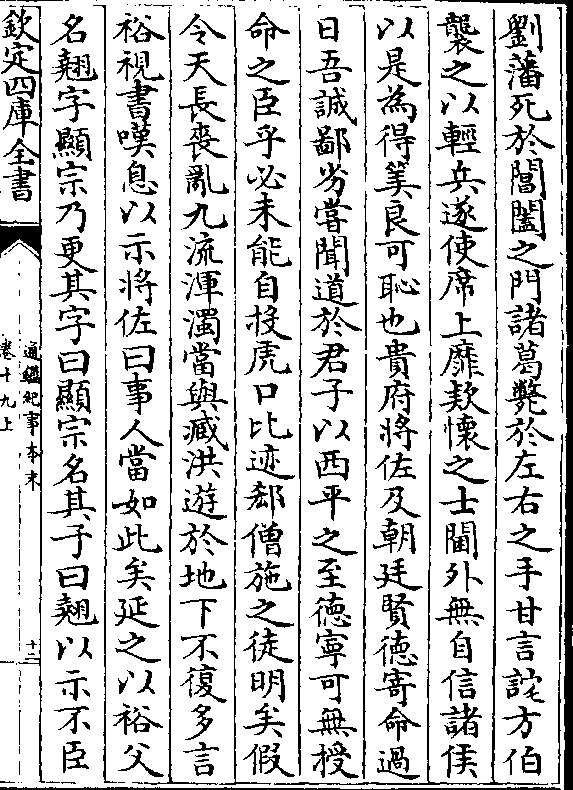 劉藩死於閶闔之門諸葛斃於左右之手甘言詫方伯
襲之以輕兵遂使席上靡欵懷之士閫外無自信諸侯
以是為得筭良可恥也貴府將佐及朝廷賢德寄命過
日吾誠鄙劣嘗聞道於君子以西平之至德寧可無授
命之臣乎必未能自投虎口比迹郄僧施之徒明矣假
令天長喪亂九流渾濁當與臧洪遊於地下不復多言
裕視書嘆息以示將佐曰事人當如此矣延之以裕父
名翹字顯宗乃更其字曰顯宗名其子曰翹以示不臣
欽定四庫全書
通鑑紀事本末
卷十九上
十二